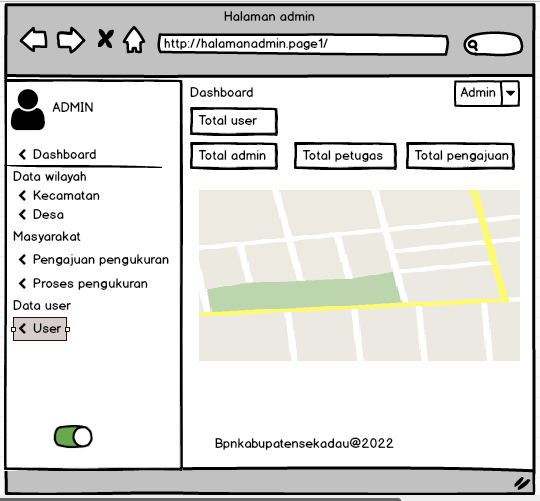 Halaman admin
http://halamanadmin.page1/
ADMIN
Dashboard
Data wilayah
Kecamatan
Desa
Masyarakat
Pengajuan pengukuran
Proses pengukuran
Data user
User
Dashboard
Admin
Total user
Total admin
Total petugas
Total pengajuan
Bpnkabupatensekadau@2022